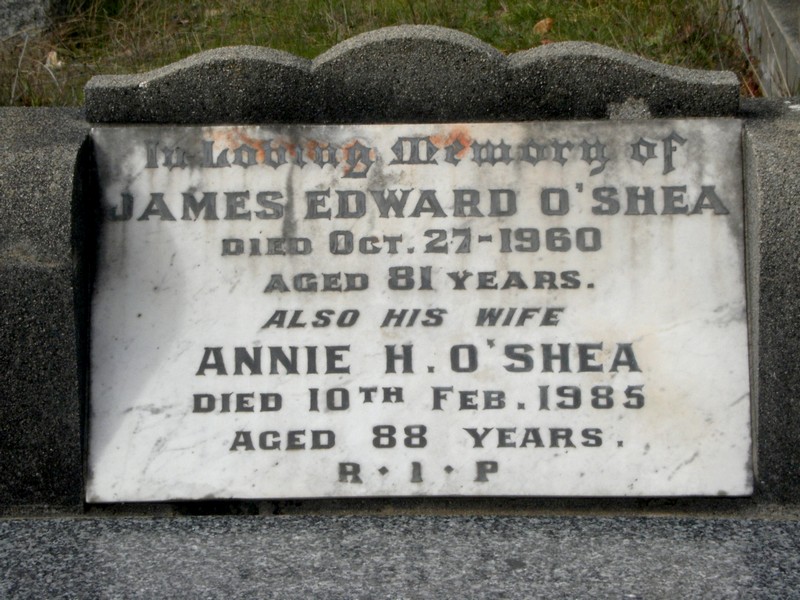 In Loving Memory of
JAMES EDWARD O'SHEA
DIED OCT. 27-1960
AGED 81 YEARS.
ALSO HIS WIFE
ANNIE H. O'SHEA
DIED 10TH FEB. 1985
AGED 88 YEARS.
R·I·P